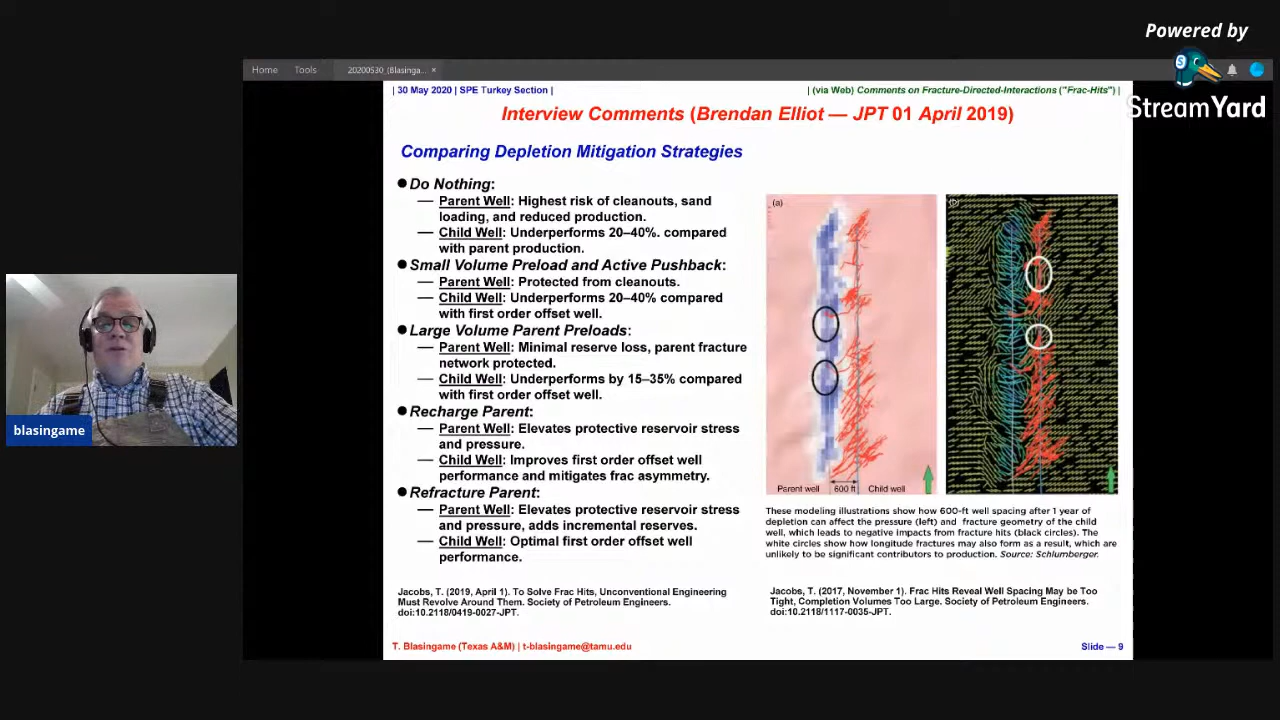 Powered by
StreamYard
Home Tools 20200530_(Blasinga... ×
| 30 May 2020 | SPE Turkey Section |
| (via Web) Comments on Fracture-Directed-Interactions ("Frac-Hits") |
Interview Comments (Brendan Elliot — JPT 01 April 2019)
Comparing Depletion Mitigation Strategies
● Do Nothing:
— Parent Well: Highest risk of cleanouts, sand
loading, and reduced production.
— Child Well: Underperforms 20–40%. compared
with parent production.
● Small Volume Preload and Active Pushback:
— Parent Well: Protected from cleanouts.
— Child Well: Underperforms 20–40% compared
with first order offset well.
● Large Volume Parent Preloads:
— Parent Well: Minimal reserve loss, parent fracture
network protected.
— Child Well: Underperforms by 15–35% compared
with first order offset well.
● Recharge Parent:
— Parent Well: Elevates protective reservoir stress
and pressure.
— Child Well: Improves first order offset well
performance and mitigates frac asymmetry.
● Refracture Parent:
— Parent Well: Elevates protective reservoir stress
and pressure, adds incremental reserves.
— Child Well: Optimal first order offset well
performance.
(a)
(b)
Parent well 600 ft Child well
These modeling illustrations show how 600-ft well spacing after 1 year of
depletion can affect the pressure (left) and fracture geometry of the child
well, which leads to negative impacts from fracture hits (black circles). The
white circles show how longitude fractures may also form as a result, which are
unlikely to be significant contributors to production. Source: Schlumberger.
Jacobs, T. (2019, April 1). To Solve Frac Hits, Unconventional Engineering
Must Revolve Around Them. Society of Petroleum Engineers.
doi:10.2118/0419-0027-JPT.
Jacobs, T. (2017, November 1). Frac Hits Reveal Well Spacing May be Too
Tight, Completion Volumes Too Large. Society of Petroleum Engineers.
doi:10.2118/1117-0035-JPT.
T. Blasingame (Texas A&M) | t-blasingame@tamu.edu
Slide — 9
blasingame